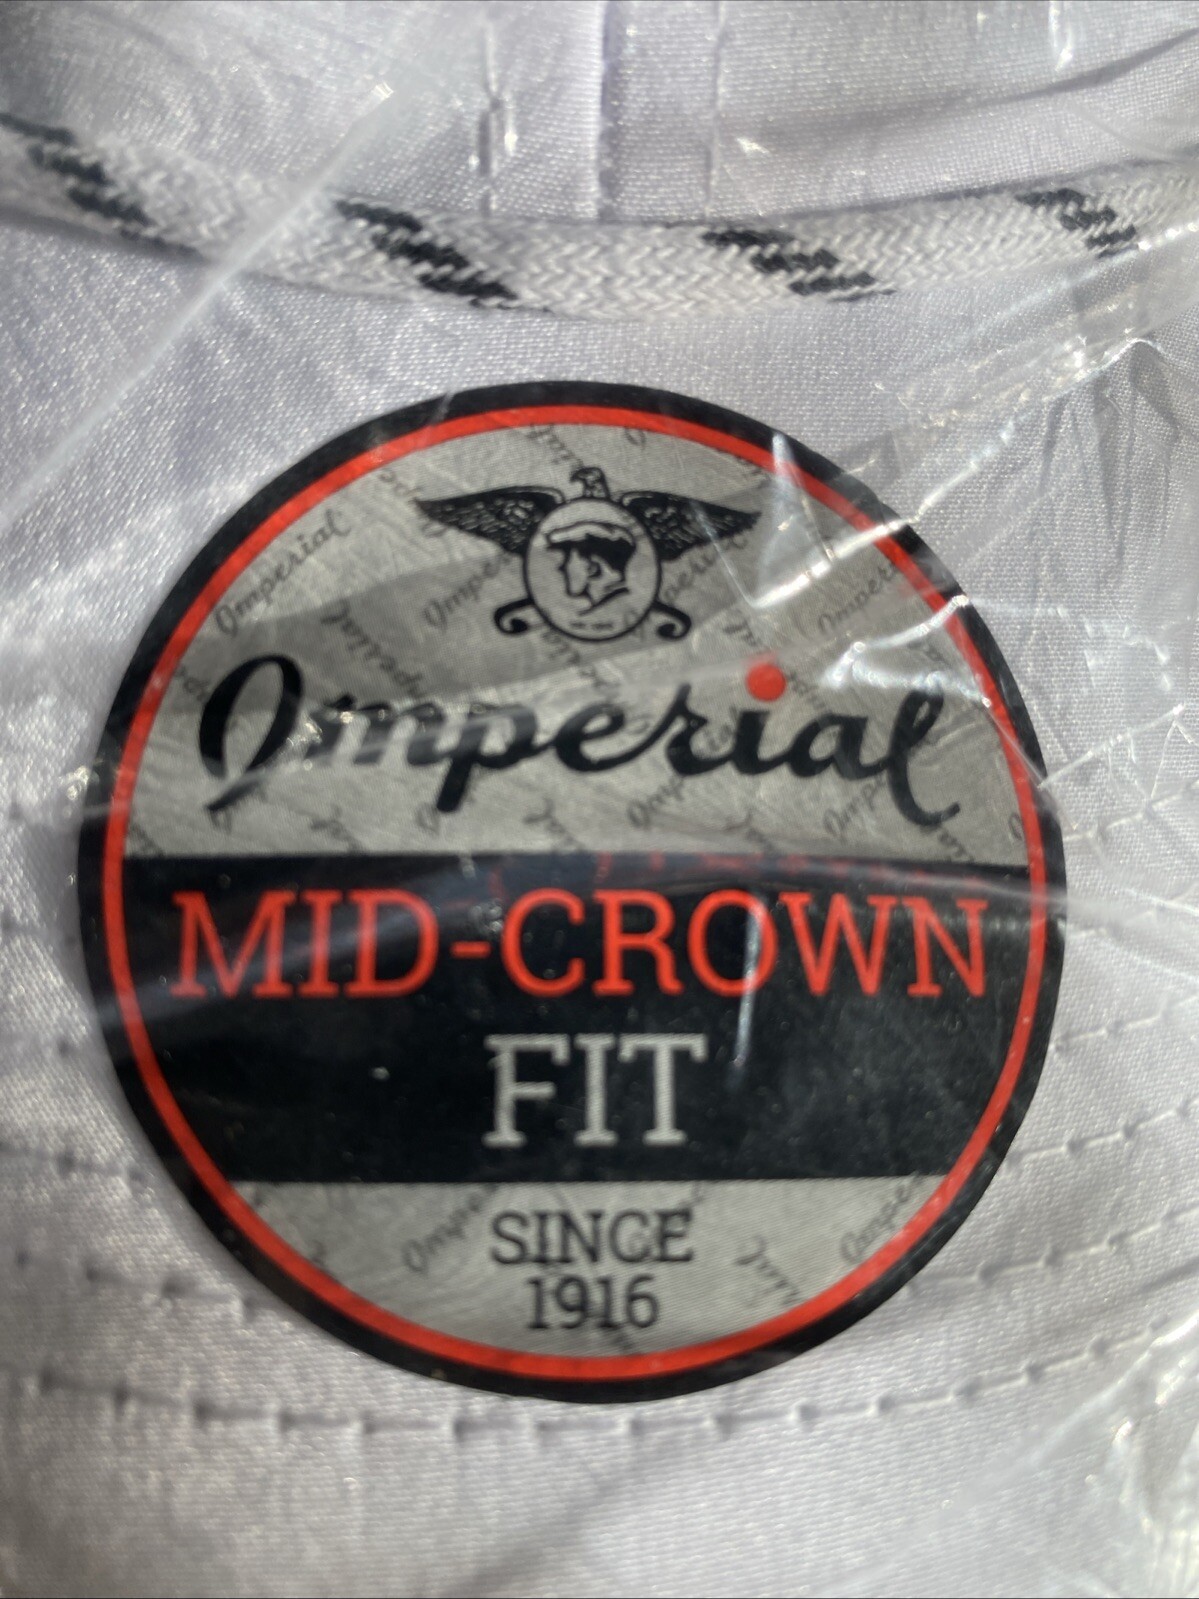 Imperial
MID-CROWN
FIT
SINCE
1916